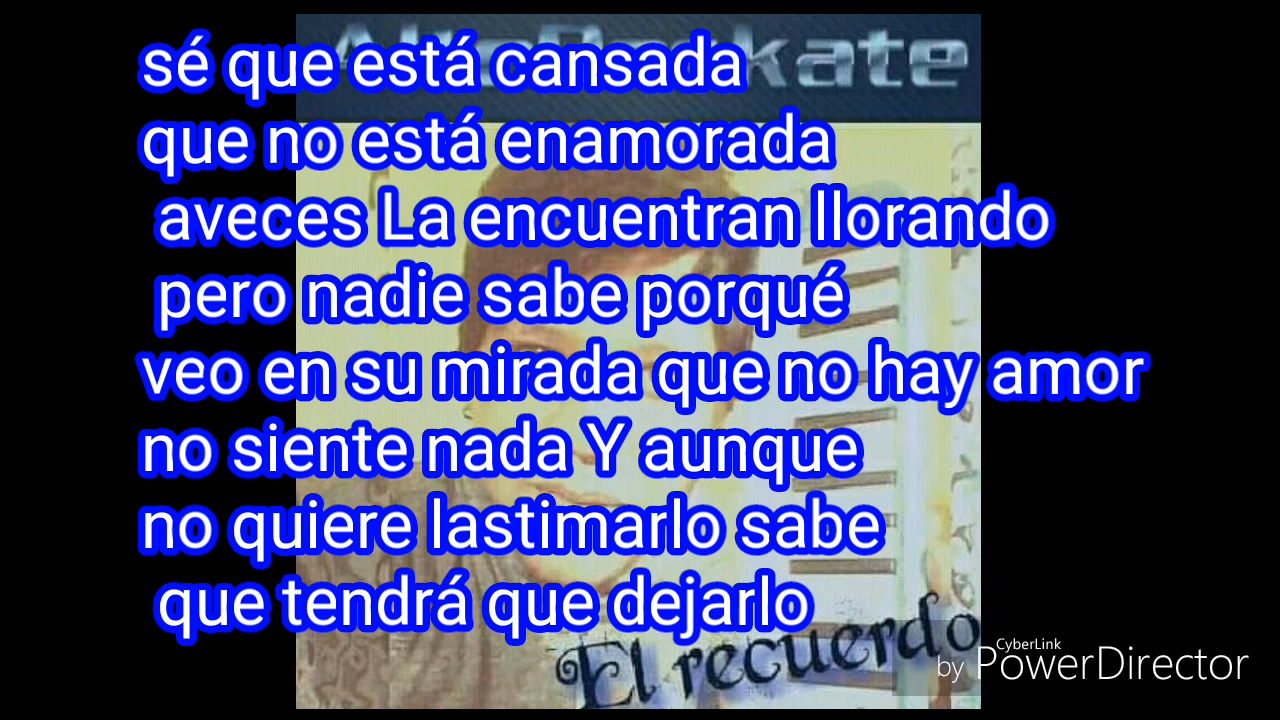 sé que está cansada
que no está enamorada
aveces La encuentran llorando
pero nadie sabe porqué
veo en su mirada que no hay amor
no siente nada Y aunque
no quiere lastimarlo sabe
que tendrá que dejarlo
El recuerdo
CyberLink
by PowerDirector